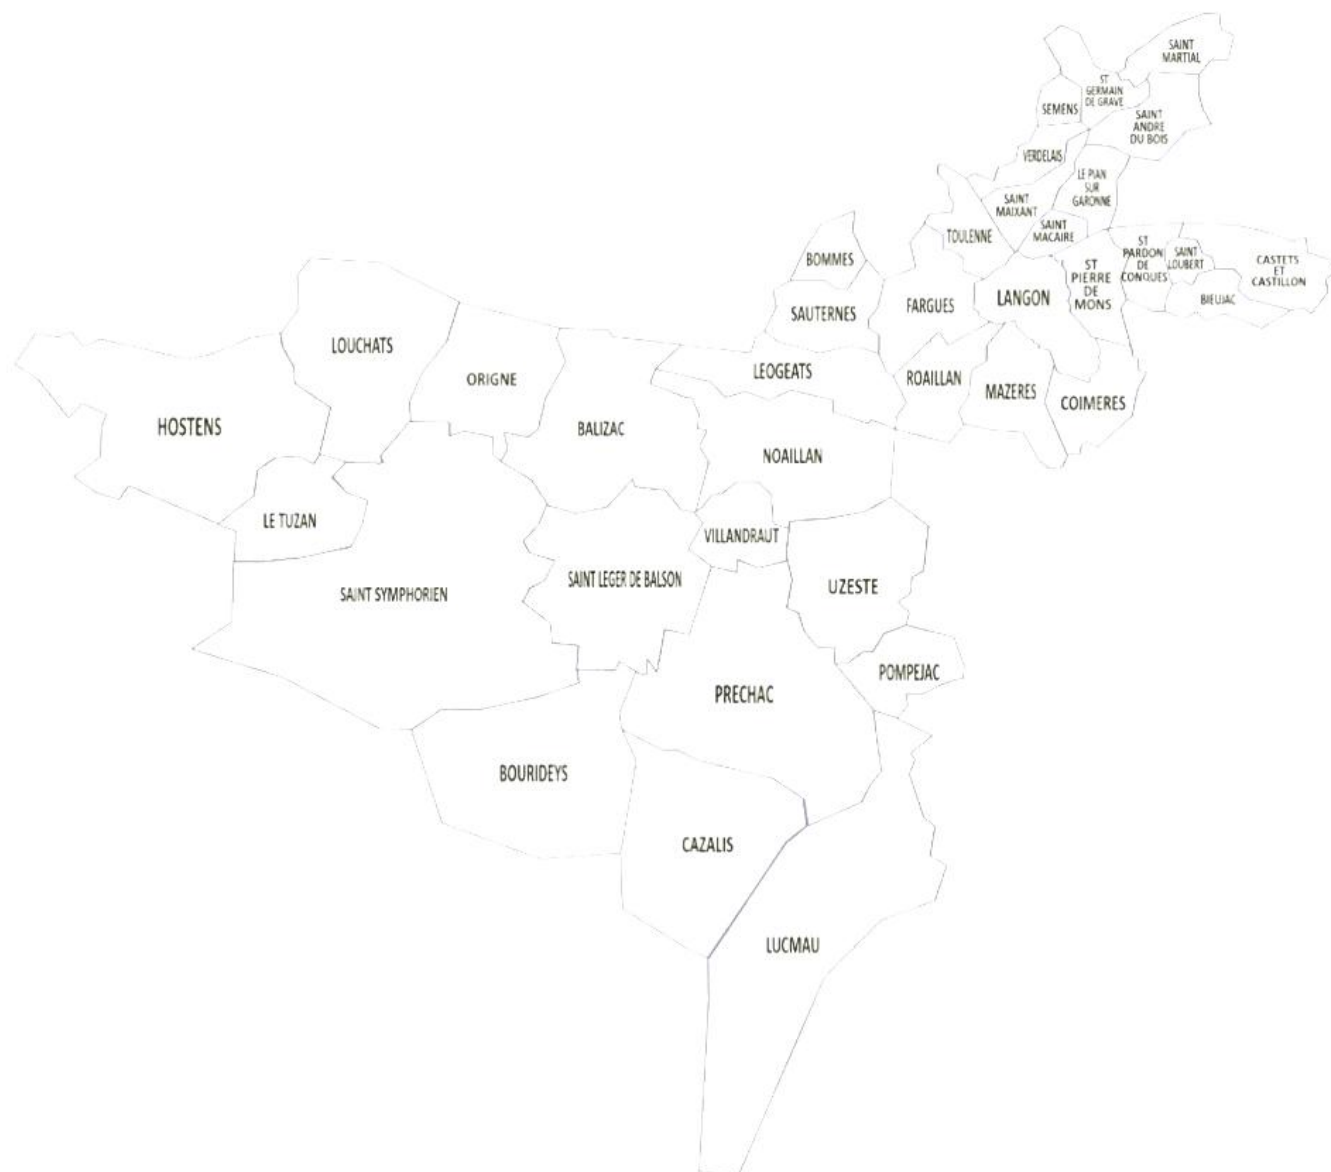 SAINT
MARTIAL
ST
GERMAIN
DE GRAVE
SEMENS
SAINT
ANDRE
DU BOIS
VERDELAIS
LE PIAN
SUR
GARONNE
SAINT
MAIXANT
SAINT
MACAIRE
TOULENNE
BOMMES
ST
PARDON
DE
CONQUES
SAINT
LOUBERT
CASTETS
ET
CASTILLON
ST
PIERRE
DE
MONS
LANGON
FARGUES
BIEUJAC
SAUTERNES
LOUCHATS
ORIGNE
LEOGEATS
ROAILLAN
MAZERES
COIMERES
HOSTENS
BALIZAC
NOAILLAN
LE TUZAN
VILLANDRAUT
SAINT SYMPHORIEN
SAINT LEGER DE BALSON
UZESTE
POMPEJAC
PRECHAC
BOURIDEYS
CAZALIS
LUCMAU